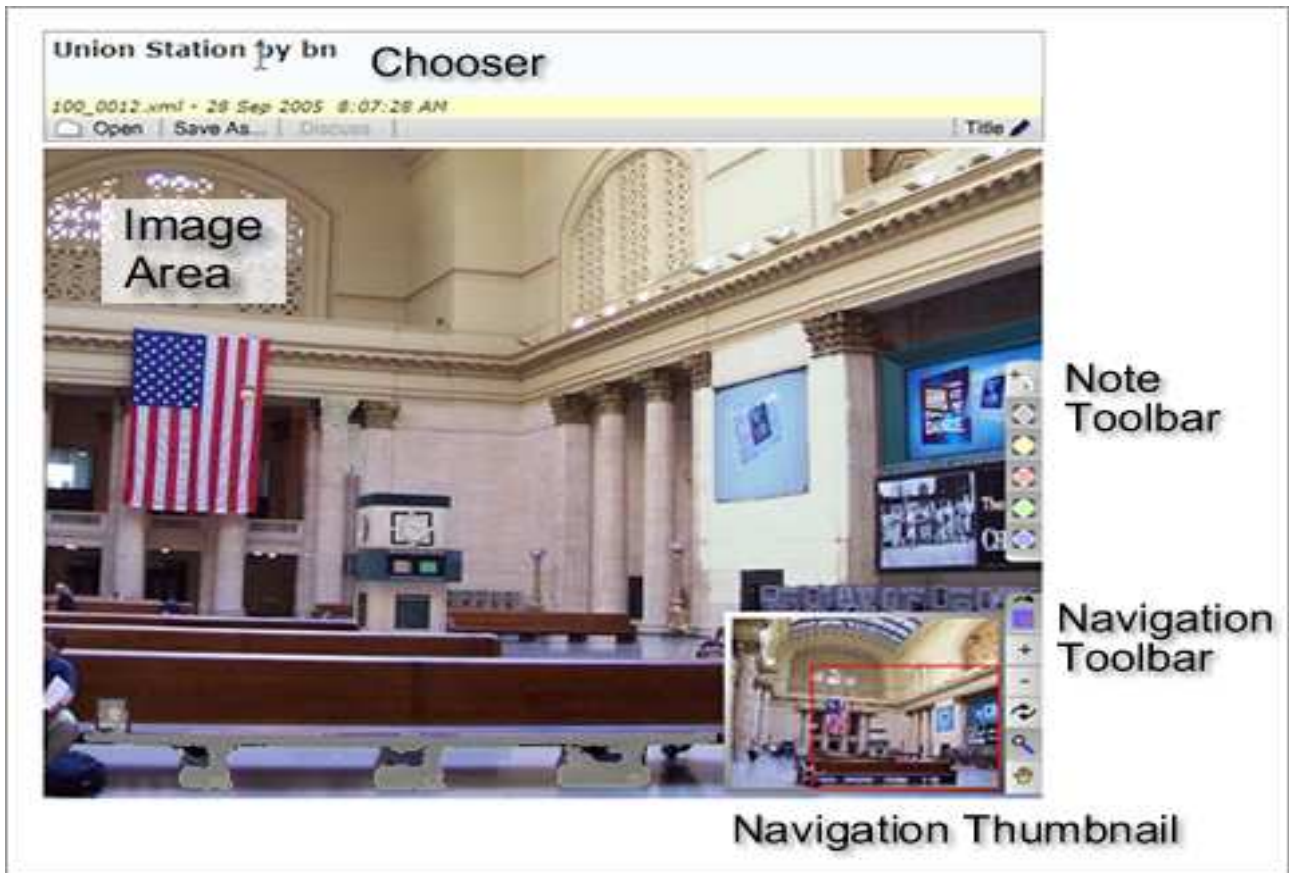 Union Station by bn
Chooser
100_0012.xml - 28 Sep 2005 8:07:28 AM
Open | Save As... | Discuss |
| Title
Image
Area
Note
Toolbar
Navigation
Toolbar
Navigation Thumbnail